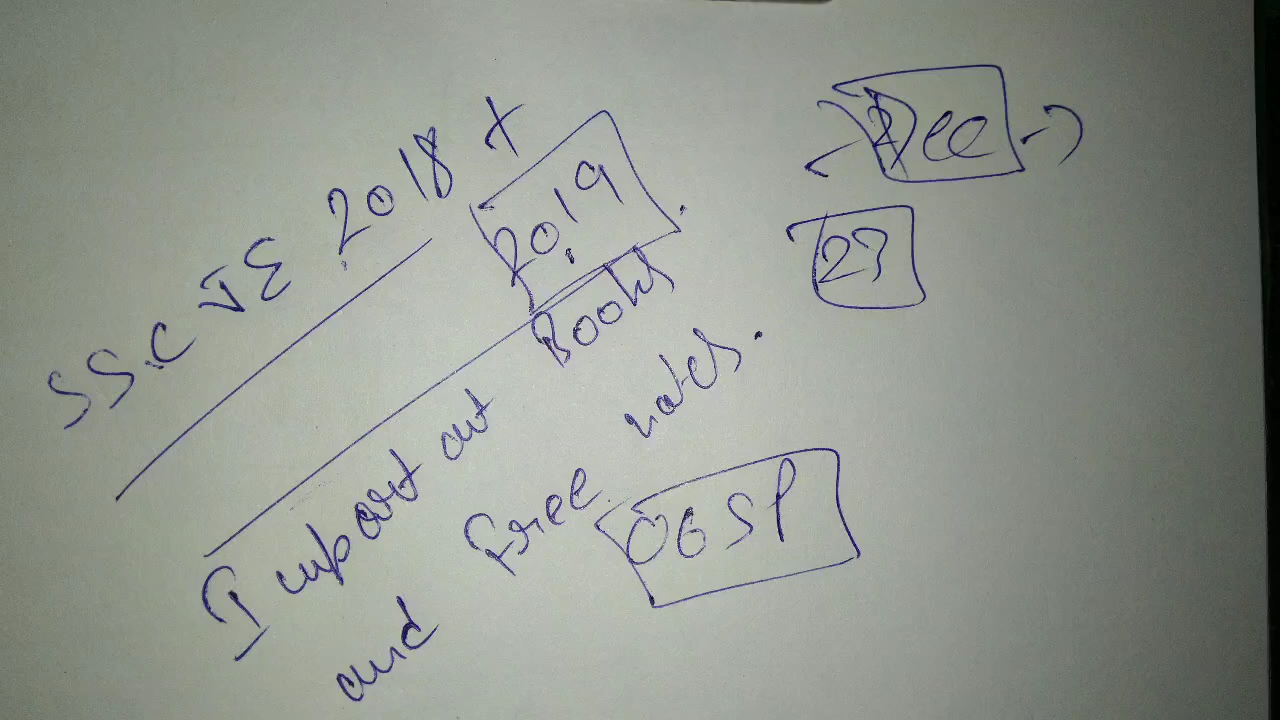 SSC JE 2018 +
2019
Important Books
and free notes.
Dec
23
OGSP